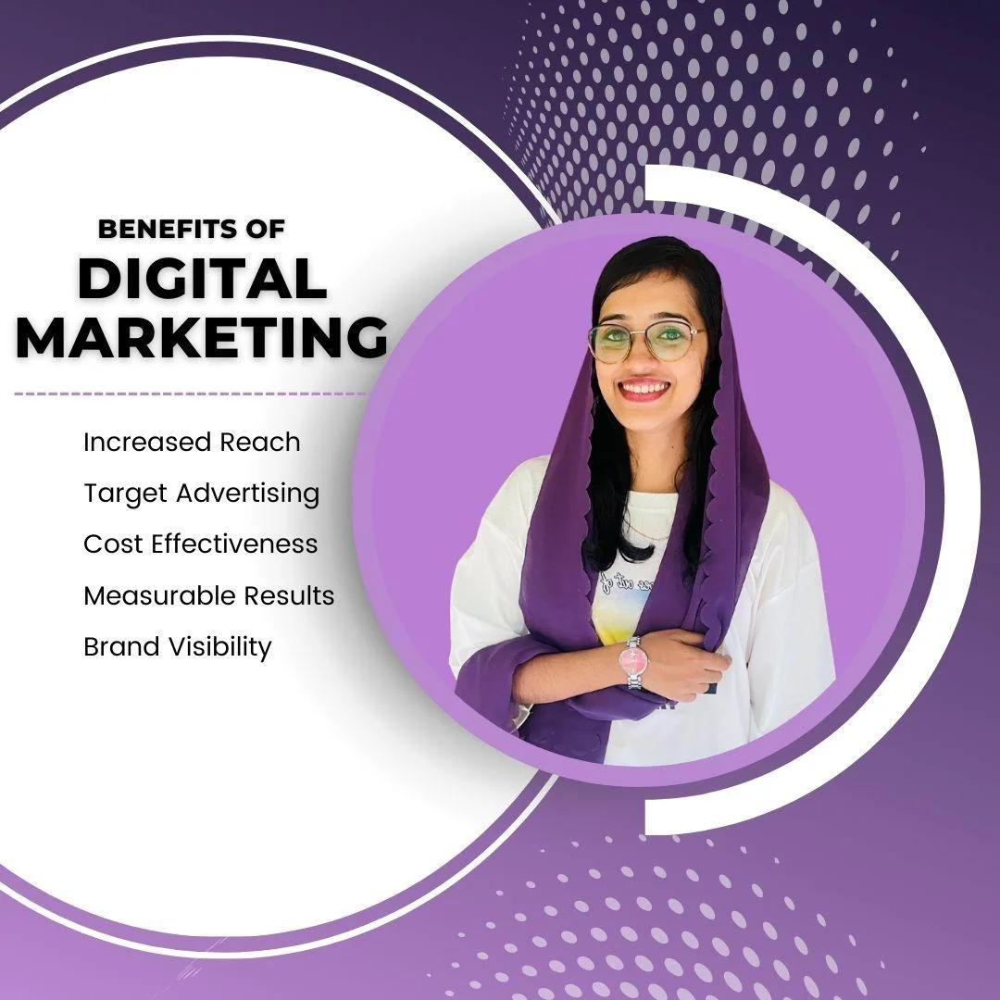 BENEFITS OF
DIGITAL
MARKETING
Increased Reach
Target Advertising
Cost Effectiveness
Measurable Results
Brand Visibility